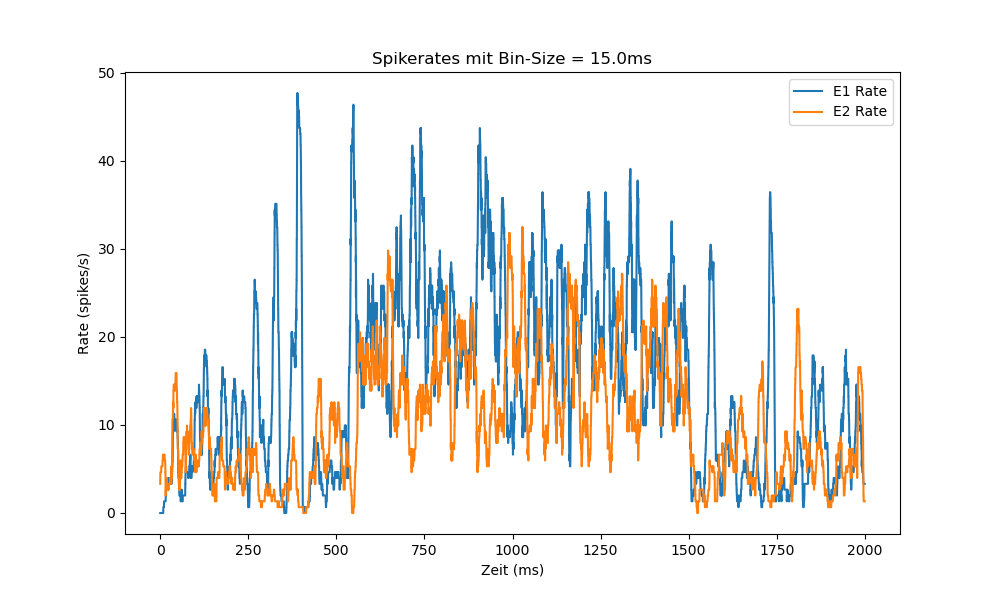 Spikerates mit Bin-Size = 15.0ms
E1 Rate
E2 Rate
Rate (spikes/s)
50
40
30
20
10
0
0 250 500 750 1000 1250 1500 1750 2000
Zeit (ms)